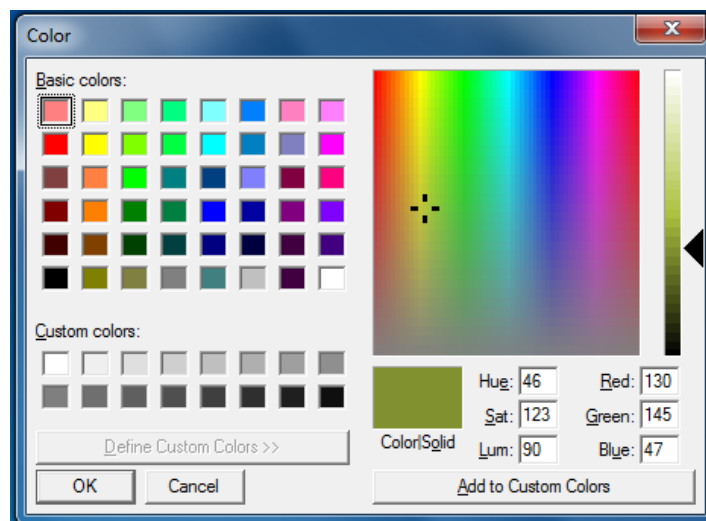 Color
x
Basic colors:
Custom colors:
Define Custom Colors >>
OK
Cancel
Color|Solid
Hue: 46
Sat: 123
Lum: 90
Red: 130
Green: 145
Blue: 47
Add to Custom Colors